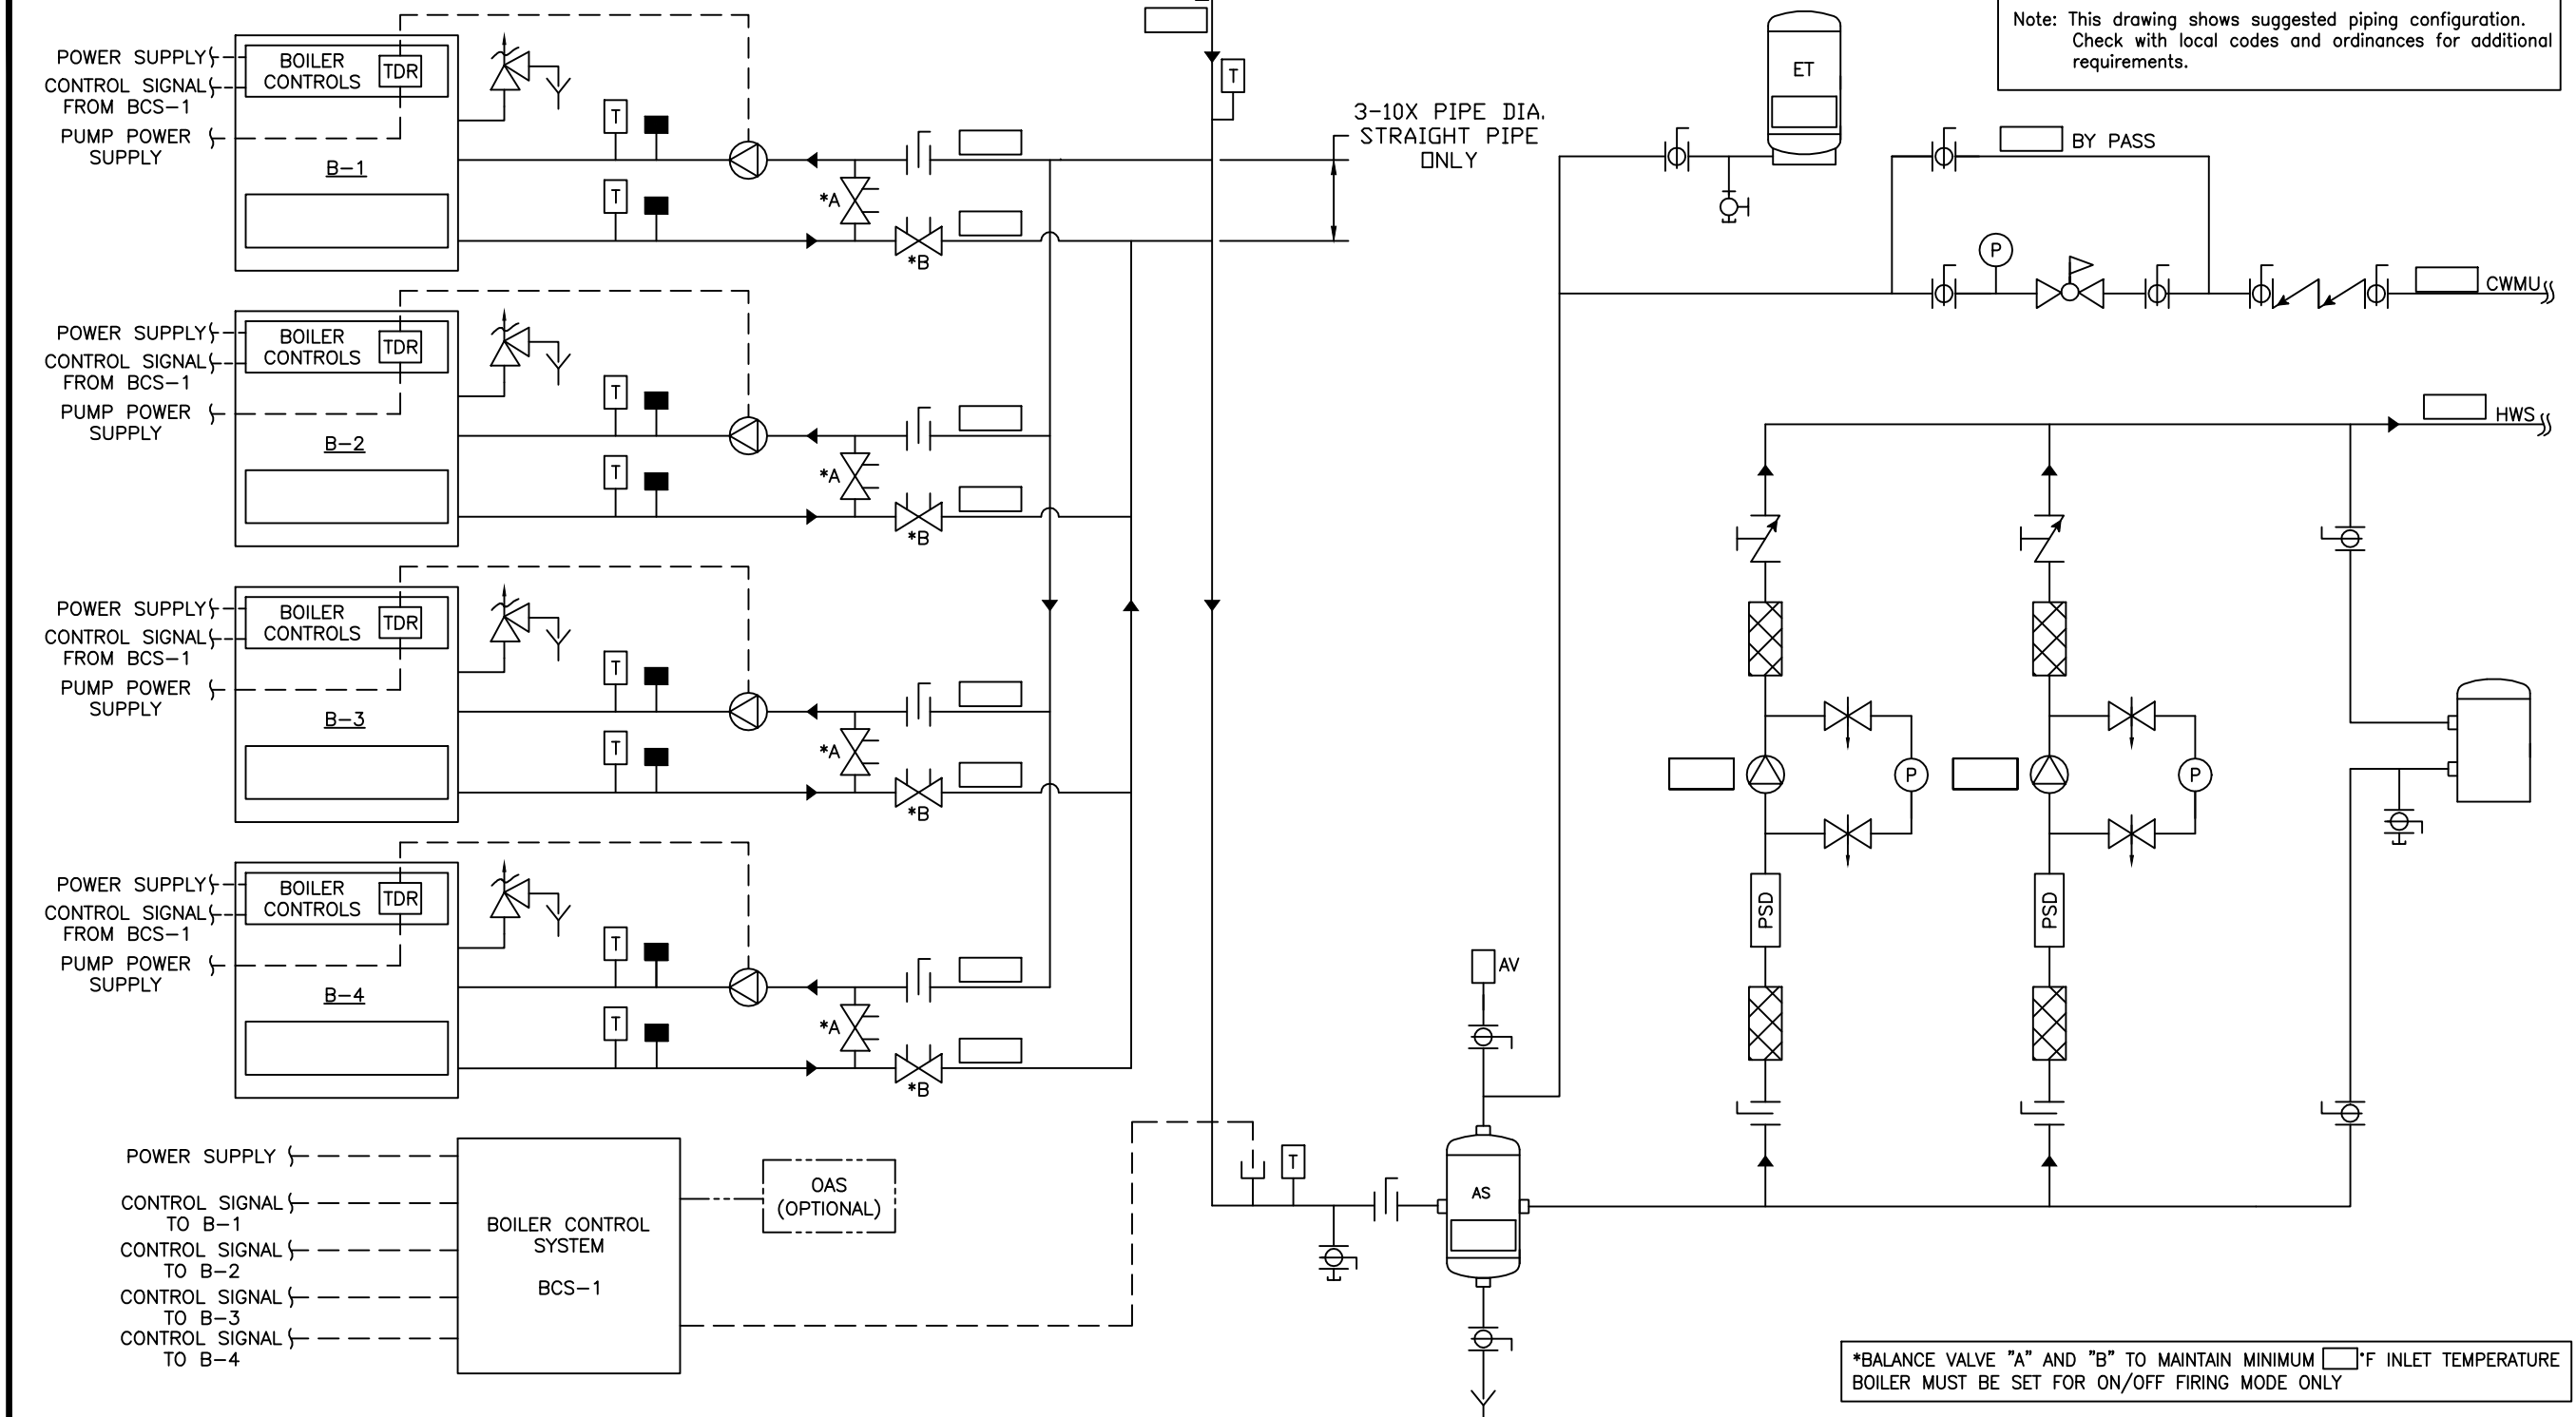 Note: This drawing shows suggested piping configuration.
Check with local codes and ordinances for additional
requirements.
POWER SUPPLY
CONTROL SIGNAL
FROM BCS-1
PUMP POWER
SUPPLY
BOILER
CONTROLS
TDR
B-1
T
T
*A
*B
T
3-10X PIPE DIA.
STRAIGHT PIPE
ONLY
ET
BY PASS
P
CWMU
POWER SUPPLY
CONTROL SIGNAL
FROM BCS-1
PUMP POWER
SUPPLY
BOILER
CONTROLS
TDR
B-2
T
T
*A
*B
HWS
POWER SUPPLY
CONTROL SIGNAL
FROM BCS-1
PUMP POWER
SUPPLY
BOILER
CONTROLS
TDR
B-3
T
T
*A
*B
P
P
POWER SUPPLY
CONTROL SIGNAL
FROM BCS-1
PUMP POWER
SUPPLY
BOILER
CONTROLS
TDR
B-4
T
T
*A
*B
PSD
PSD
AV
POWER SUPPLY
CONTROL SIGNAL
TO B-1
CONTROL SIGNAL
TO B-2
CONTROL SIGNAL
TO B-3
CONTROL SIGNAL
TO B-4
BOILER CONTROL
SYSTEM
BCS-1
OAS
(OPTIONAL)
T
AS
*BALANCE VALVE "A" AND "B" TO MAINTAIN MINIMUM °F INLET TEMPERATURE
BOILER MUST BE SET FOR ON/OFF FIRING MODE ONLY